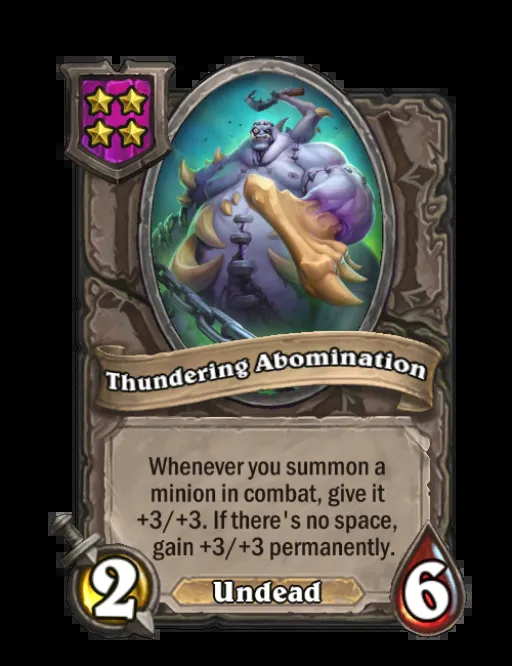 Thundering Abomination
Whenever you summon a
minion in combat, give it
+3/+3. If there's no space,
gain +3/+3 permanently.
2
Undead
6